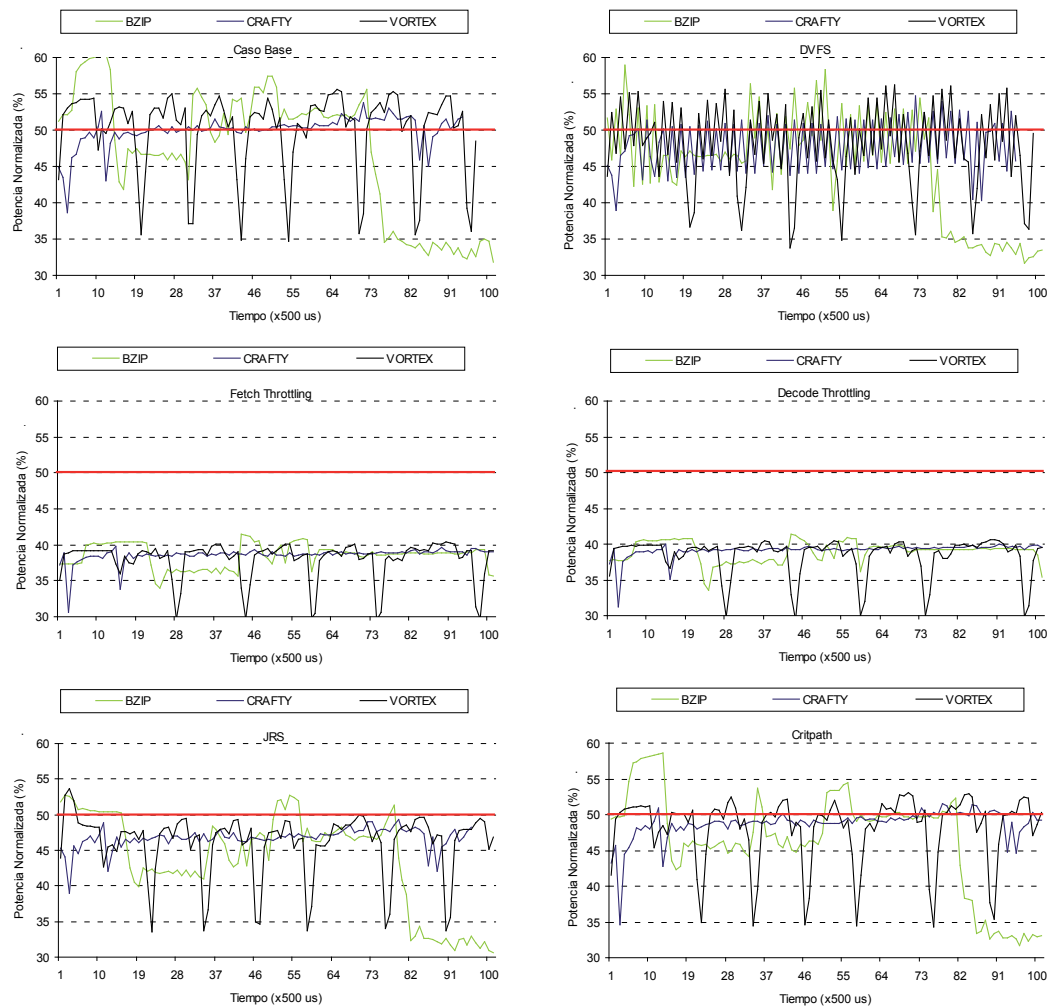 BZIP CRAFTY VORTEX
Caso Base
Potencia Normalizada (%)
60
55
50
45
40
35
30
1 10 19 28 37 46 55 64 73 82 91 100
Tiempo (x500 us)
BZIP CRAFTY VORTEX
DVFS
Potencia Normalizada (%)
60
55
50
45
40
35
30
1 10 19 28 37 46 55 64 73 82 91 100
Tiempo (x500 us)
BZIP CRAFTY VORTEX
Fetch Throttling
Potencia Normalizada (%)
60
55
50
45
40
35
30
1 10 19 28 37 46 55 64 73 82 91 100
Tiempo (x500 us)
BZIP CRAFTY VORTEX
Decode Throttling
Potencia Normalizada (%)
60
55
50
45
40
35
30
1 10 19 28 37 46 55 64 73 82 91 100
Tiempo (x500 us)
BZIP CRAFTY VORTEX
JRS
Potencia Normalizada (%)
60
55
50
45
40
35
30
1 10 19 28 37 46 55 64 73 82 91 100
Tiempo (x500 us)
BZIP CRAFTY VORTEX
Critpath
Potencia Normalizada (%)
60
55
50
45
40
35
30
1 10 19 28 37 46 55 64 73 82 91 100
Tiempo (x500 us)